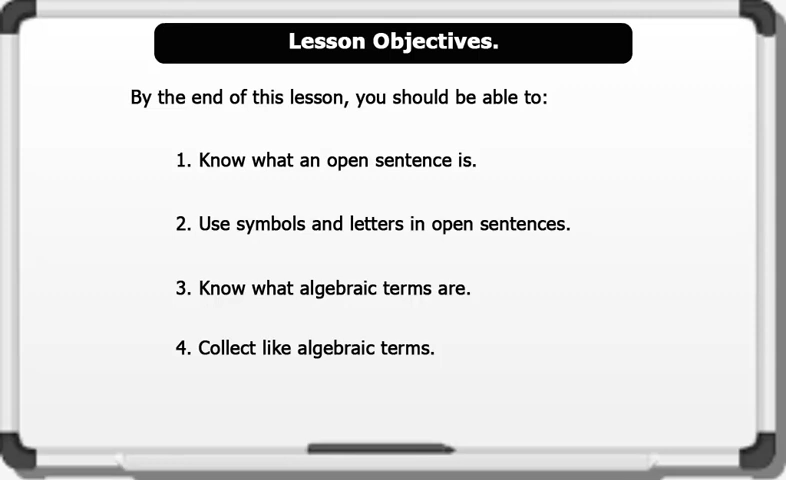 Lesson Objectives.
By the end of this lesson, you should be able to:
1. Know what an open sentence is.
2. Use symbols and letters in open sentences.
3. Know what algebraic terms are.
4. Collect like algebraic terms.